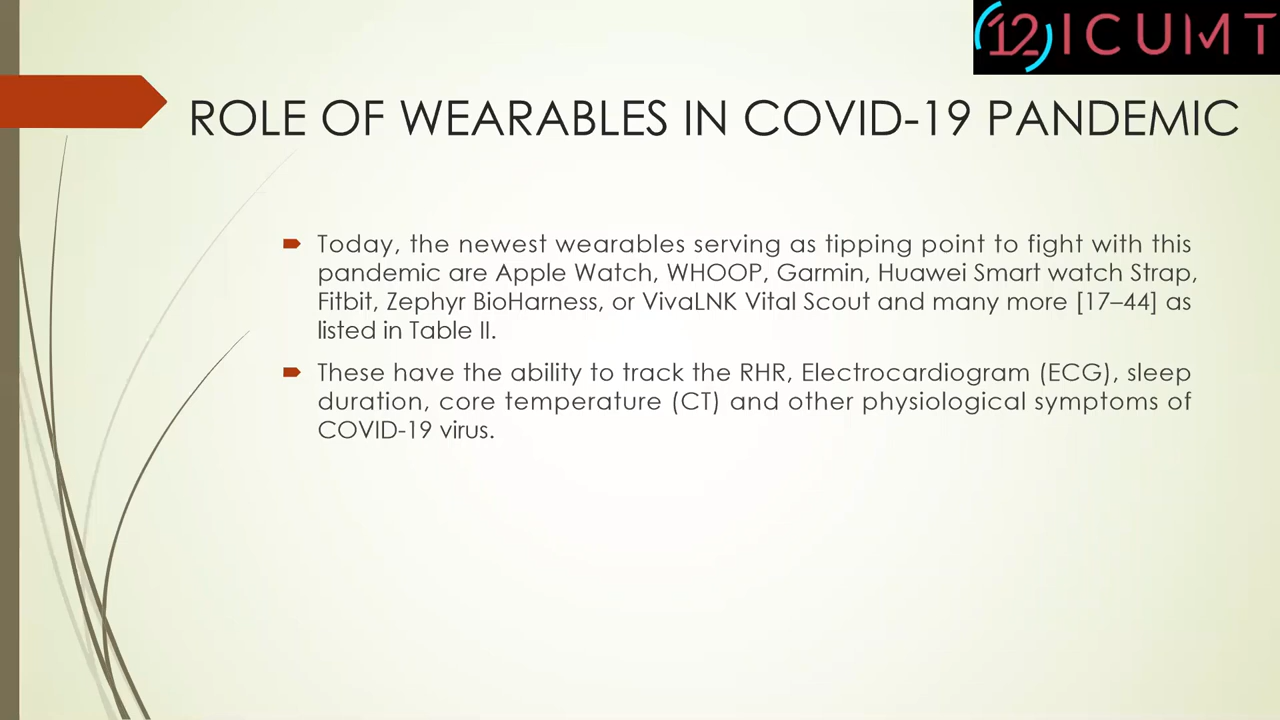 12 ICUMT
ROLE OF WEARABLES IN COVID-19 PANDEMIC
Today, the newest wearables serving as tipping point to fight with this
pandemic are Apple Watch, WHOOP, Garmin, Huawei Smart watch Strap,
Fitbit, Zephyr BioHarness, or VivaLNK Vital Scout and many more [17–44] as
listed in Table II.
These have the ability to track the RHR, Electrocardiogram (ECG), sleep
duration, core temperature (CT) and other physiological symptoms of
COVID-19 virus.